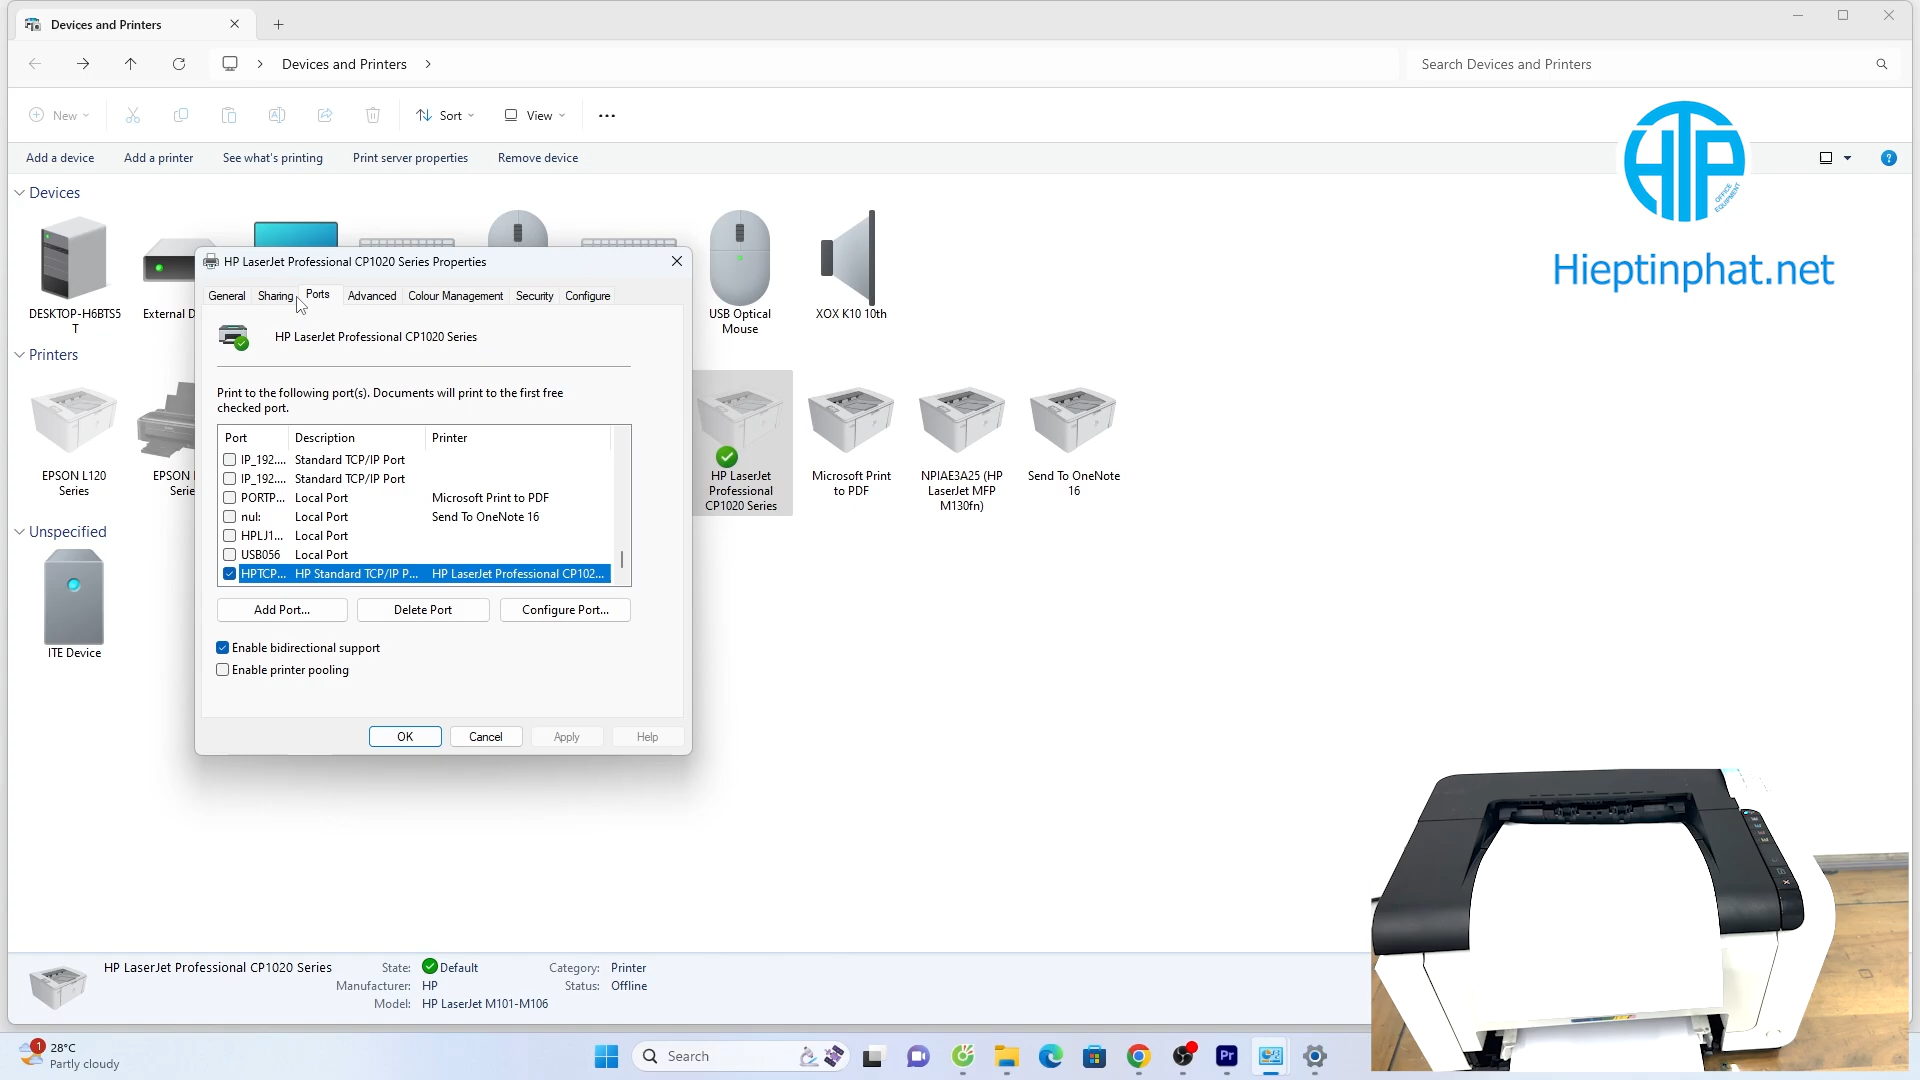 Devices and Printers
Devices and Printers
Search Devices and Printers
New
Sort
View
Add a device
Add a printer
See what's printing
Print server properties
Remove device
HTP
OFFICE EQUIPMENT
Hieptinphat.net
Devices
DESKTOP-H6BTS5
T
External D
USB Optical
Mouse
XOX K10 10th
Printers
EPSON L120
Series
EPSON
Serie
HP LaserJet
Professional
CP1020 Series
Microsoft Print
to PDF
NPIAE3A25 (HP
LaserJet MFP
M130fn)
Send To OneNote
16
Unspecified
ITE Device
HP LaserJet Professional CP1020 Series Properties
General
Sharing
Ports
Advanced
Colour Management
Security
Configure
HP LaserJet Professional CP1020 Series
Print to the following port(s). Documents will print to the first free
checked port.
Port Description Printer
IP_192.... Standard TCP/IP Port
IP_192.... Standard TCP/IP Port
PORTP... Local Port Microsoft Print to PDF
nul: Local Port Send To OneNote 16
HPLJ1... Local Port
USB056 Local Port
HPTCP... HP Standard TCP/IP P... HP LaserJet Professional CP102...
Add Port...
Delete Port
Configure Port...
Enable bidirectional support
Enable printer pooling
OK
Cancel
Apply
Help
HP LaserJet Professional CP1020 Series
State: Default
Manufacturer: HP
Model: HP LaserJet M101-M106
Category: Printer
Status: Offline
1
28°C
Partly cloudy
Search
Pr